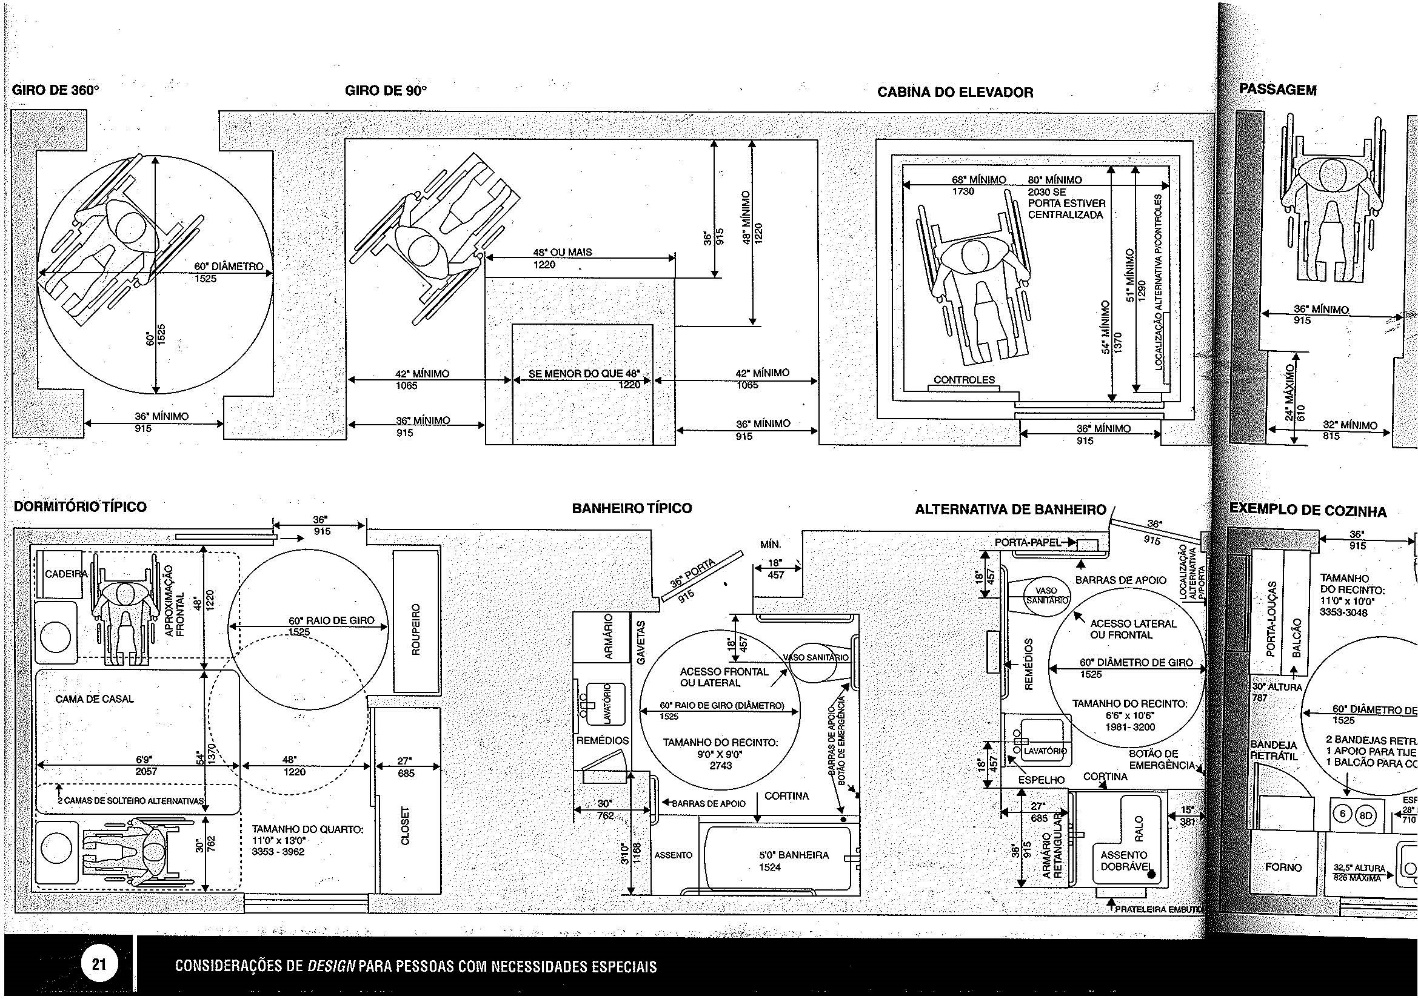 GIRO DE 360°
60" DIÂMETRO
1525
60"
1525
36" MÍNIMO
915
GIRO DE 90°
48" OU MAIS
1220
36"
915
48" MÍNIMO
1220
42" MÍNIMO
1065
SE MENOR DO QUE 48"
1220
42" MÍNIMO
1065
36" MÍNIMO
915
36" MÍNIMO
915
CABINA DO ELEVADOR
68" MÍNIMO
1730
80" MÍNIMO
2030 SE
PORTA ESTIVER
CENTRALIZADA
54" MÍNIMO
1370
51" MÍNIMO
1290
LOCALIZAÇÃO ALTERNATIVA P/CONTROLES
CONTROLES
36" MÍNIMO
915
PASSAGEM
36" MÍNIMO
915
24" MÁXIMO
610
32" MÍNIMO
815
DORMITÓRIO TÍPICO
36"
915
CADEIRA
APROXIMAÇÃO
FRONTAL
48"
1220
60" RAIO DE GIRO
1525
ROUPEIRO
CAMA DE CASAL
6'9"
2057
54"
1370
48"
1220
27"
685
2 CAMAS DE SOLTEIRO ALTERNATIVAS
30"
762
TAMANHO DO QUARTO:
11'0" x 13'0"
3353 - 3962
CLOSET
BANHEIRO TÍPICO
36" PORTA
915
MÍN.
18"
457
ARMÁRIO
GAVETAS
18"
457
VASO SANITÁRIO
ACESSO FRONTAL
OU LATERAL
LAVATÓRIO
60" RAIO DE GIRO (DIÂMETRO)
1525
REMÉDIOS
TAMANHO DO RECINTO:
9'0" X 9'0"
2743
BARRAS DE APOIO
BOTÃO DE EMERGÊNCIA
30"
762
BARRAS DE APOIO
CORTINA
3'10"
1168
ASSENTO
5'0" BANHEIRA
1524
ALTERNATIVA DE BANHEIRO
36"
915
PORTA-PAPEL
18"
457
BARRAS DE APOIO
LOCALIZAÇÃO
ALTERNATIVA
P/PORTA
VASO
SANITÁRIO
ACESSO LATERAL
OU FRONTAL
REMÉDIOS
60" DIÂMETRO DE GIRO
1525
TAMANHO DO RECINTO:
6'6" x 10'6"
1981- 3200
LAVATÓRIO
18"
457
BOTÃO DE
EMERGÊNCIA
ESPELHO
CORTINA
27"
685
15"
381
36"
915
ARMÁRIO
RETANGULAR
RALO
ASSENTO
DOBRÁVEL
PRATELEIRA EMBUTI
EXEMPLO DE COZINHA
36"
915
PORTA-LOUÇAS
BALCÃO
TAMANHO
DO RECINTO:
11'0" x 10'0"
3353-3048
30" ALTURA
787
60" DIÂMETRO DE
1525
BANDEJA
RETRÁTIL
2 BANDEJAS RETR
1 APOIO PARA TIJE
1 BALCÃO PARA CO
6
8D
ESP
28"
710
FORNO
32,5" ALTURA
826 MÁXIMA
21
CONSIDERAÇÕES DE DESIGN PARA PESSOAS COM NECESSIDADES ESPECIAIS